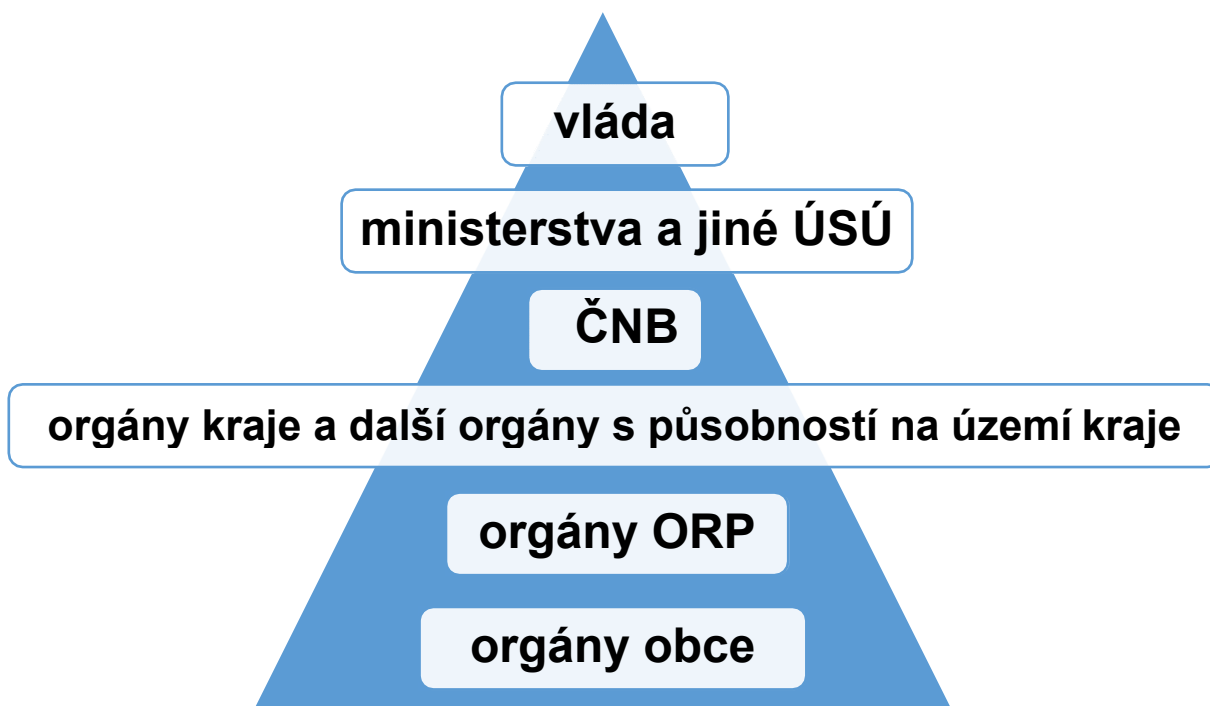 vláda
ministerstva a jiné ÚSÚ
ČNB
orgány kraje a další orgány s působností na území kraje
orgány ORP
orgány obce